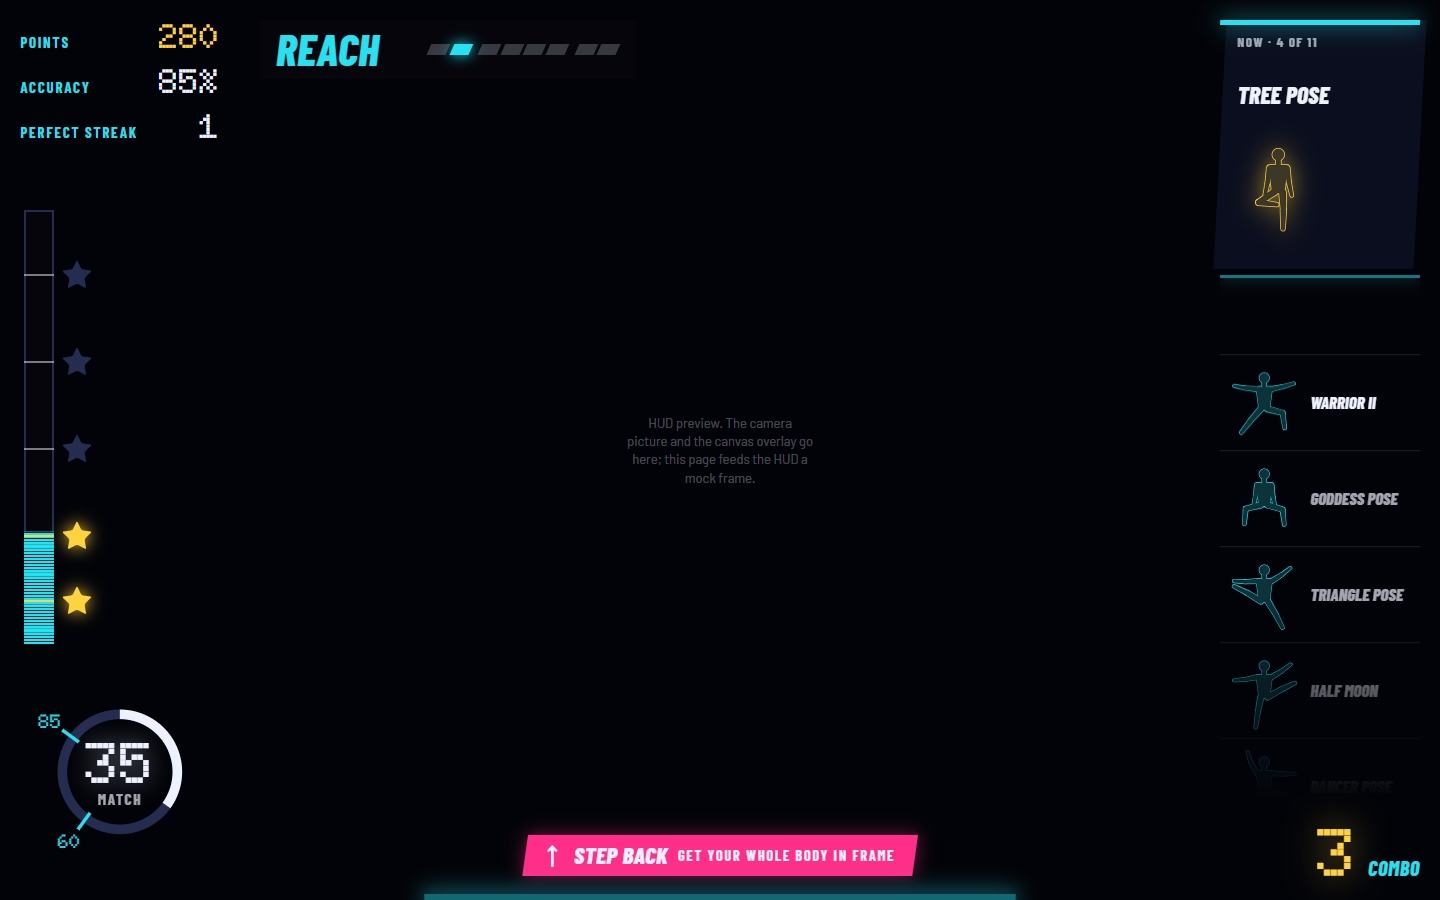 POINTS 280
ACCURACY 85%
PERFECT STREAK 1
REACH
NOW · 4 OF 11
TREE POSE
WARRIOR II
GODDESS POSE
TRIANGLE POSE
HALF MOON
DANCER POSE
HUD preview. The camera
picture and the canvas overlay go
here; this page feeds the HUD a
mock frame.
85
35
MATCH
60
↑ STEP BACK GET YOUR WHOLE BODY IN FRAME
3 COMBO